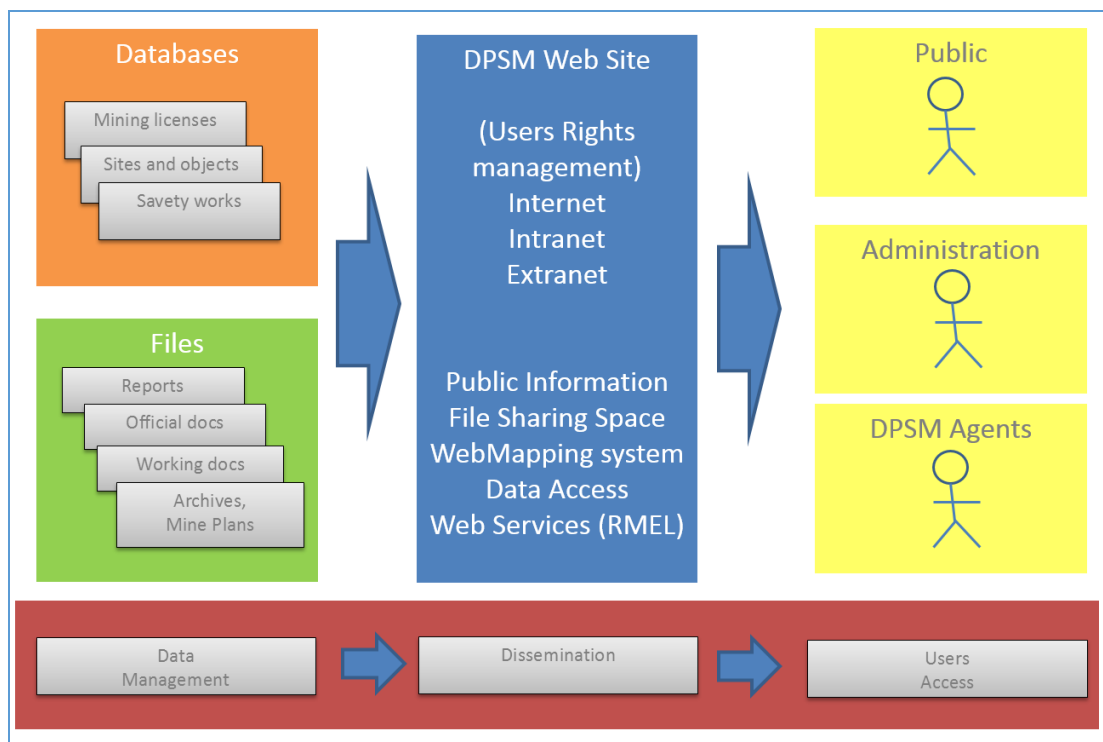 Databases
Mining licenses
Sites and objects
Savety works
Files
Reports
Official docs
Working docs
Archives,
Mine Plans
DPSM Web Site
(Users Rights
management)
Internet
Intranet
Extranet
Public Information
File Sharing Space
WebMapping system
Data Access
Web Services (RMEL)
Public
Administration
DPSM Agents
Data
Management
Dissemination
Users
Access